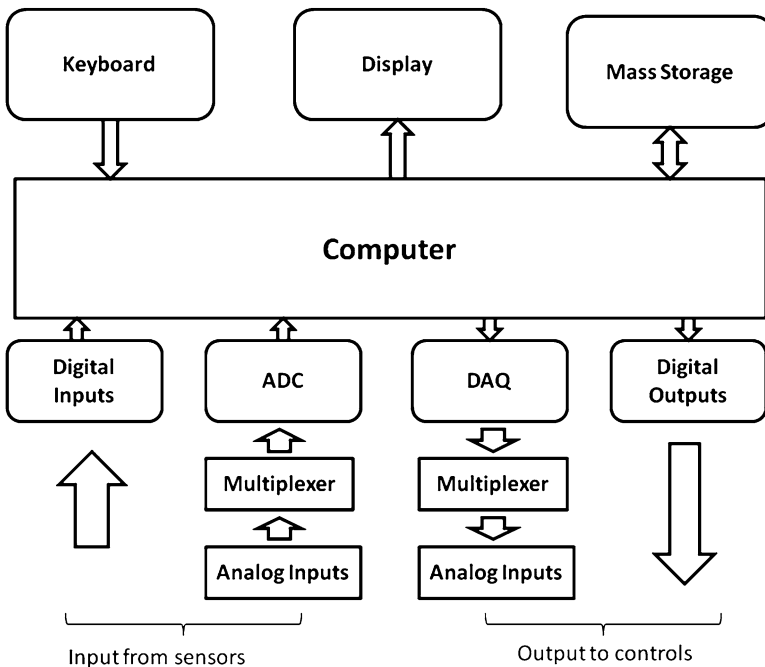 Keyboard
Display
Mass Storage
Computer
Digital
Inputs
ADC
DAQ
Digital
Outputs
Multiplexer
Multiplexer
Analog Inputs
Analog Inputs
Input from sensors
Output to controls